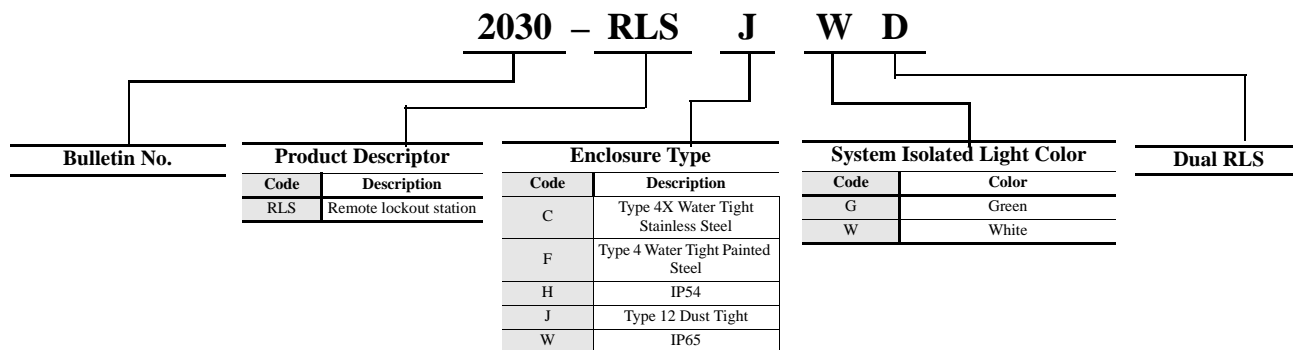 2030 – RLS J W D
Bulletin No.
Product Descriptor
Code Description
RLS Remote lockout station
Enclosure Type
Code Description
C Type 4X Water Tight
Stainless Steel
F Type 4 Water Tight Painted
Steel
H IP54
J Type 12 Dust Tight
W IP65
System Isolated Light Color
Code Color
G Green
W White
Dual RLS